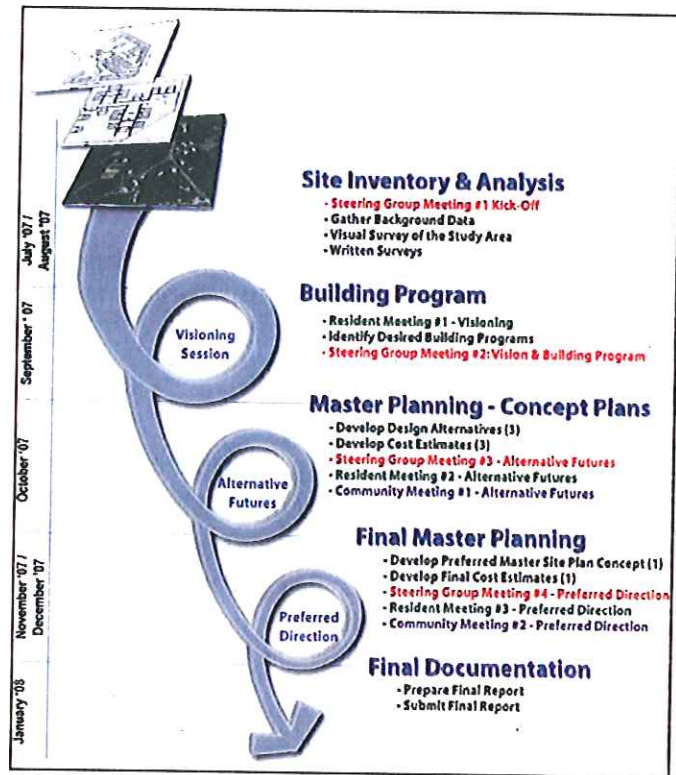 July '07 /
August '07
Site Inventory & Analysis
• Steering Group Meeting #1 Kick-Off
• Gather Background Data
• Visual Survey of the Study Area
• Written Surveys
September '07
Visioning
Session
Building Program
• Resident Meeting #1 - Visioning
• Identify Desired Building Programs
• Steering Group Meeting #2: Vision & Building Program
October '07
Alternative
Futures
Master Planning - Concept Plans
• Develop Design Alternatives (3)
• Develop Cost Estimates (3)
• Steering Group Meeting #3 - Alternative Futures
• Resident Meeting #2 - Alternative Futures
• Community Meeting #1 - Alternative Futures
November '07 /
December '07
Preferred
Direction
Final Master Planning
• Develop Preferred Master Site Plan Concept (1)
• Develop Final Cost Estimates (1)
• Steering Group Meeting #4 - Preferred Direction
• Resident Meeting #3 - Preferred Direction
• Community Meeting #2 - Preferred Direction
January '08
Final Documentation
• Prepare Final Report
• Submit Final Report